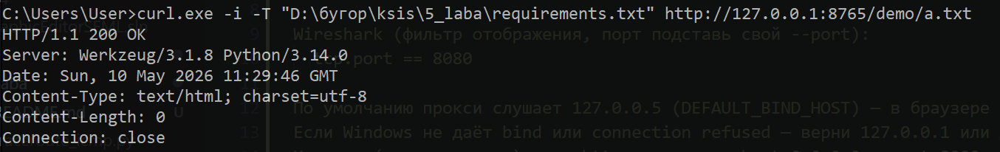 C:\Users\User>curl.exe -i -T "D:\бугор\ksis\5_laba\requirements.txt" http://127.0.0.1:8765/demo/a.txt
HTTP/1.1 200 OK
9 Wireshark (фильтр отображения, порт подставь свой --port):
Server: Werkzeug/3.1.8 Python/3.14.0
tcp.port == 8080
Date: Sun, 10 May 2026 11:29:46 GMT
Content-Type: text/html; charset=utf-8
Content-Length: 0
12 По умолчанию прокси слушает 127.0.0.5 (DEFAULT_BIND_HOST) — в браузере
Connection: close
13 Если Windows не даёт bind или connection refused — верни 127.0.0.1 или